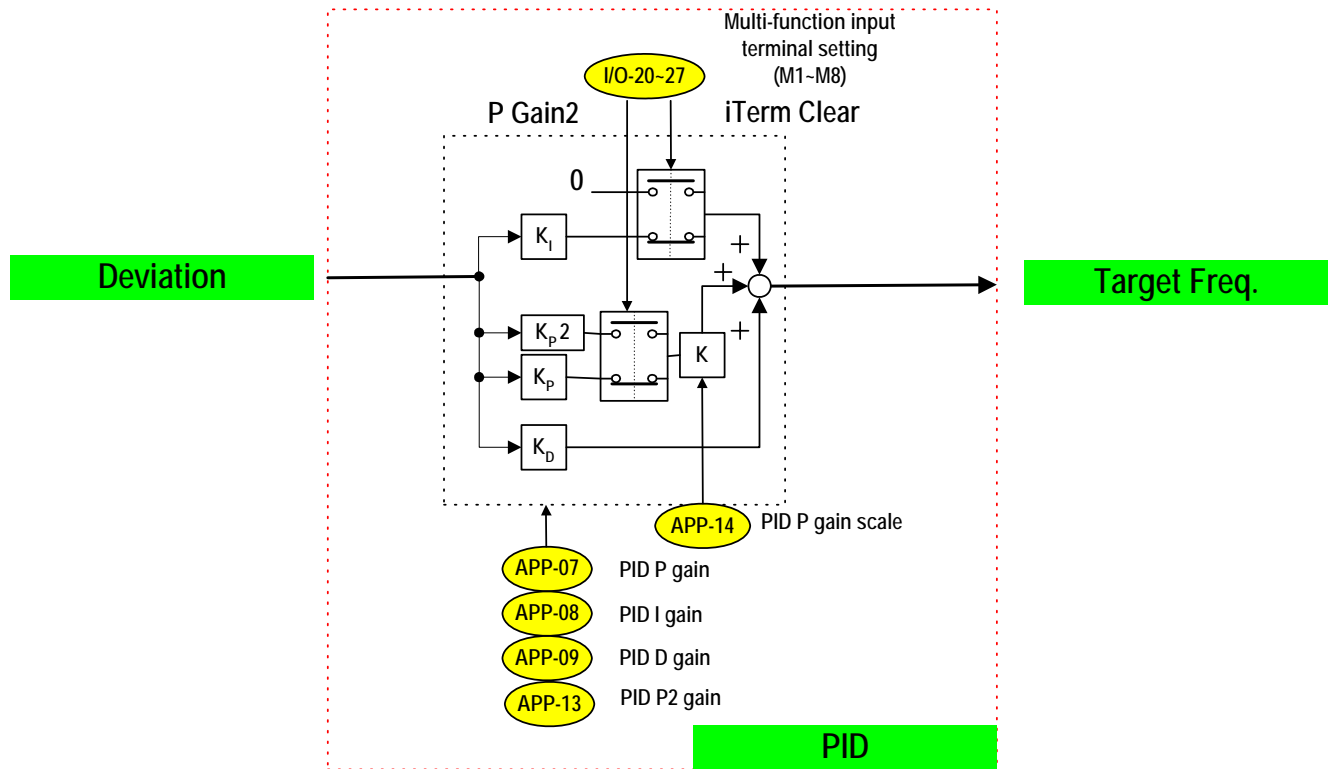 Multi-function input
terminal setting
(M1~M8)
I/O-20~27
P Gain2
iTerm Clear
0
K_I
+
+
+
Deviation
Target Freq.
K_P 2
K
K_P
K_D
APP-14
PID P gain scale
APP-07
PID P gain
APP-08
PID I gain
APP-09
PID D gain
APP-13
PID P2 gain
PID